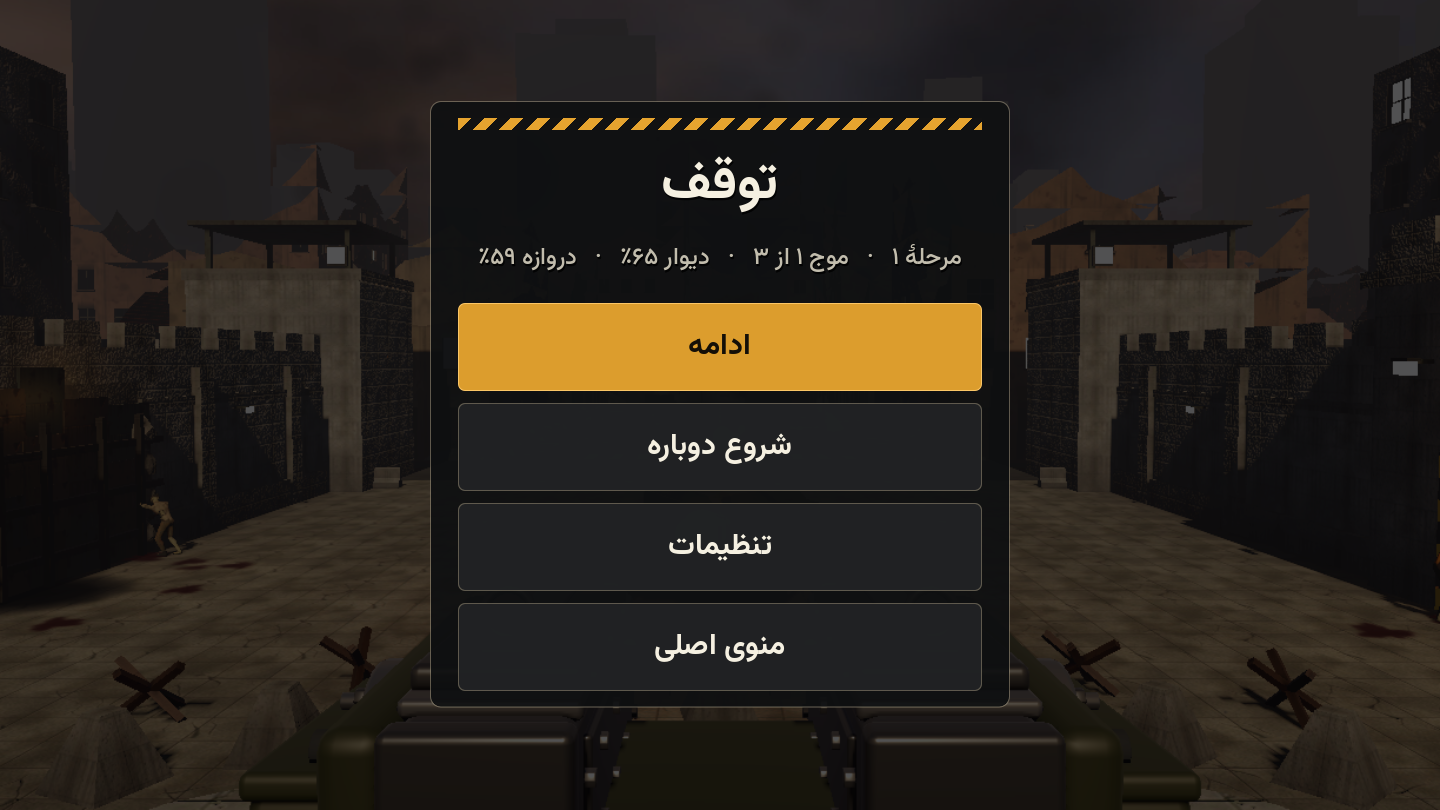 توقف
مرحلهٔ ۱ · موج ۱ از ۳ · دیوار ۶۵٪ · دروازه ۵۹٪
ادامه
شروع دوباره
تنظیمات
منوی اصلی